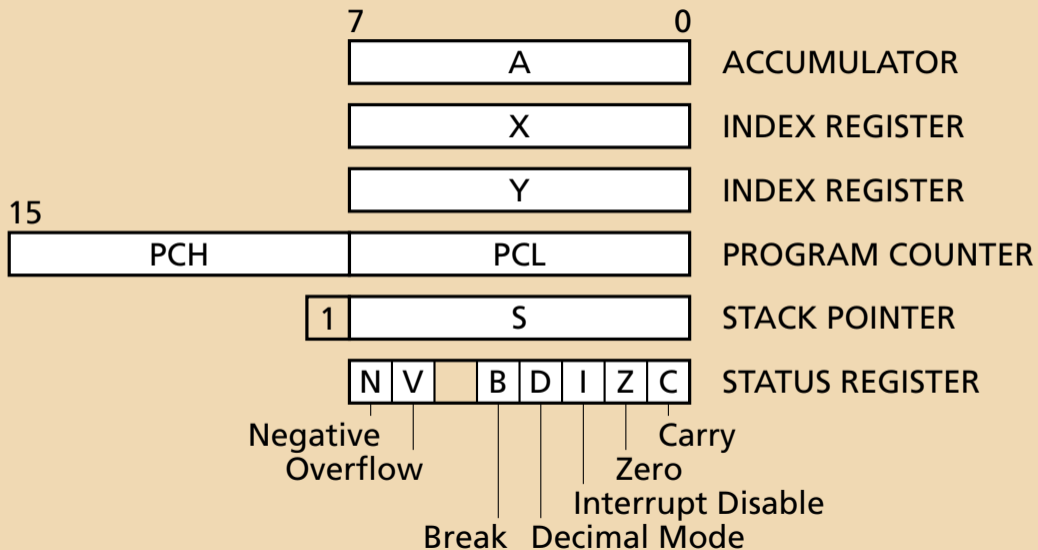 7 0
A ACCUMULATOR
X INDEX REGISTER
Y INDEX REGISTER
15
PCH PCL PROGRAM COUNTER
1 S STACK POINTER
N V B D I Z C STATUS REGISTER
Negative Carry
Overflow Zero
Interrupt Disable
Break Decimal Mode